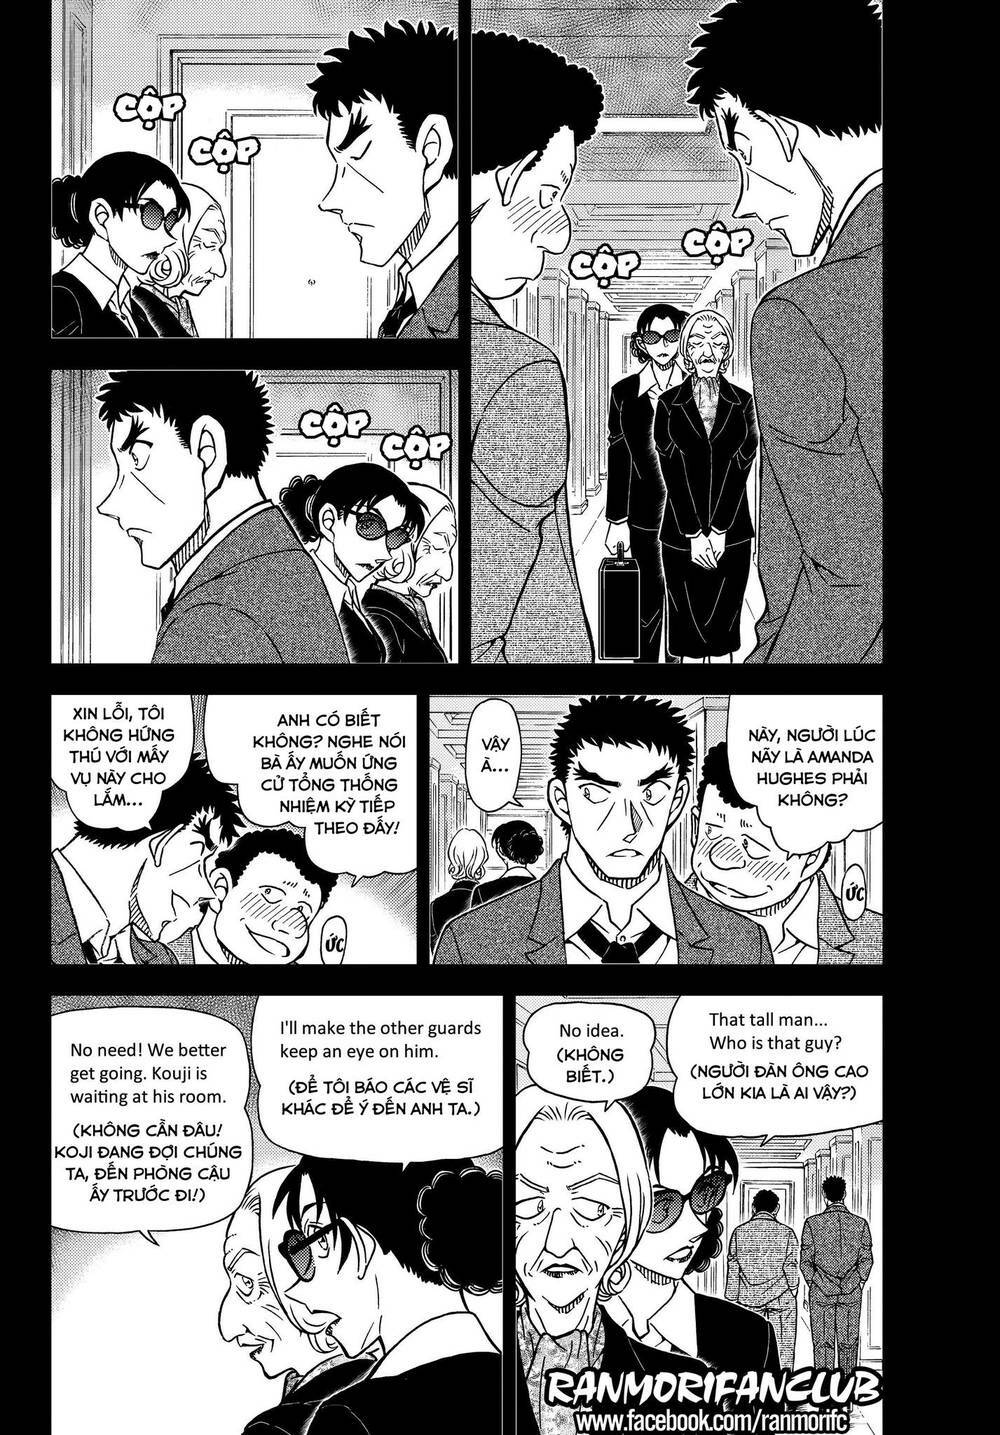 CỘP
CỘP
CỘP
CỘP
CỘP
CỘP
NÀY, NGƯỜI LÚC
NÃY LÀ AMANDA
HUGHES PHẢI
KHÔNG?
ỨC
VẬY
À...
ANH CÓ BIẾT
KHÔNG? NGHE NÓI
BÀ ẤY MUỐN ỨNG
CỬ TỔNG THỐNG
NHIỆM KỲ TIẾP
THEO ĐẤY!
ỨC
XIN LỖI, TÔI
KHÔNG HỨNG
THÚ VỚI MẤY
VỤ NÀY CHO
LẮM...
That tall man...
Who is that guy?
(NGƯỜI ĐÀN ÔNG CAO
LỚN KIA LÀ AI VẬY?)
No idea.
(KHÔNG
BIẾT.)
I'll make the other guards
keep an eye on him.
(ĐỂ TÔI BÁO CÁC VỆ SĨ
KHÁC ĐỂ Ý ĐẾN ANH TA.)
No need! We better
get going. Kouji is
waiting at his room.
(KHÔNG CẦN ĐÂU!
KOJI ĐANG ĐỢI CHÚNG
TA, ĐẾN PHÒNG CẬU
ẤY TRƯỚC ĐI!)
RANMORIFANCLUB
www.facebook.com/ranmorifc